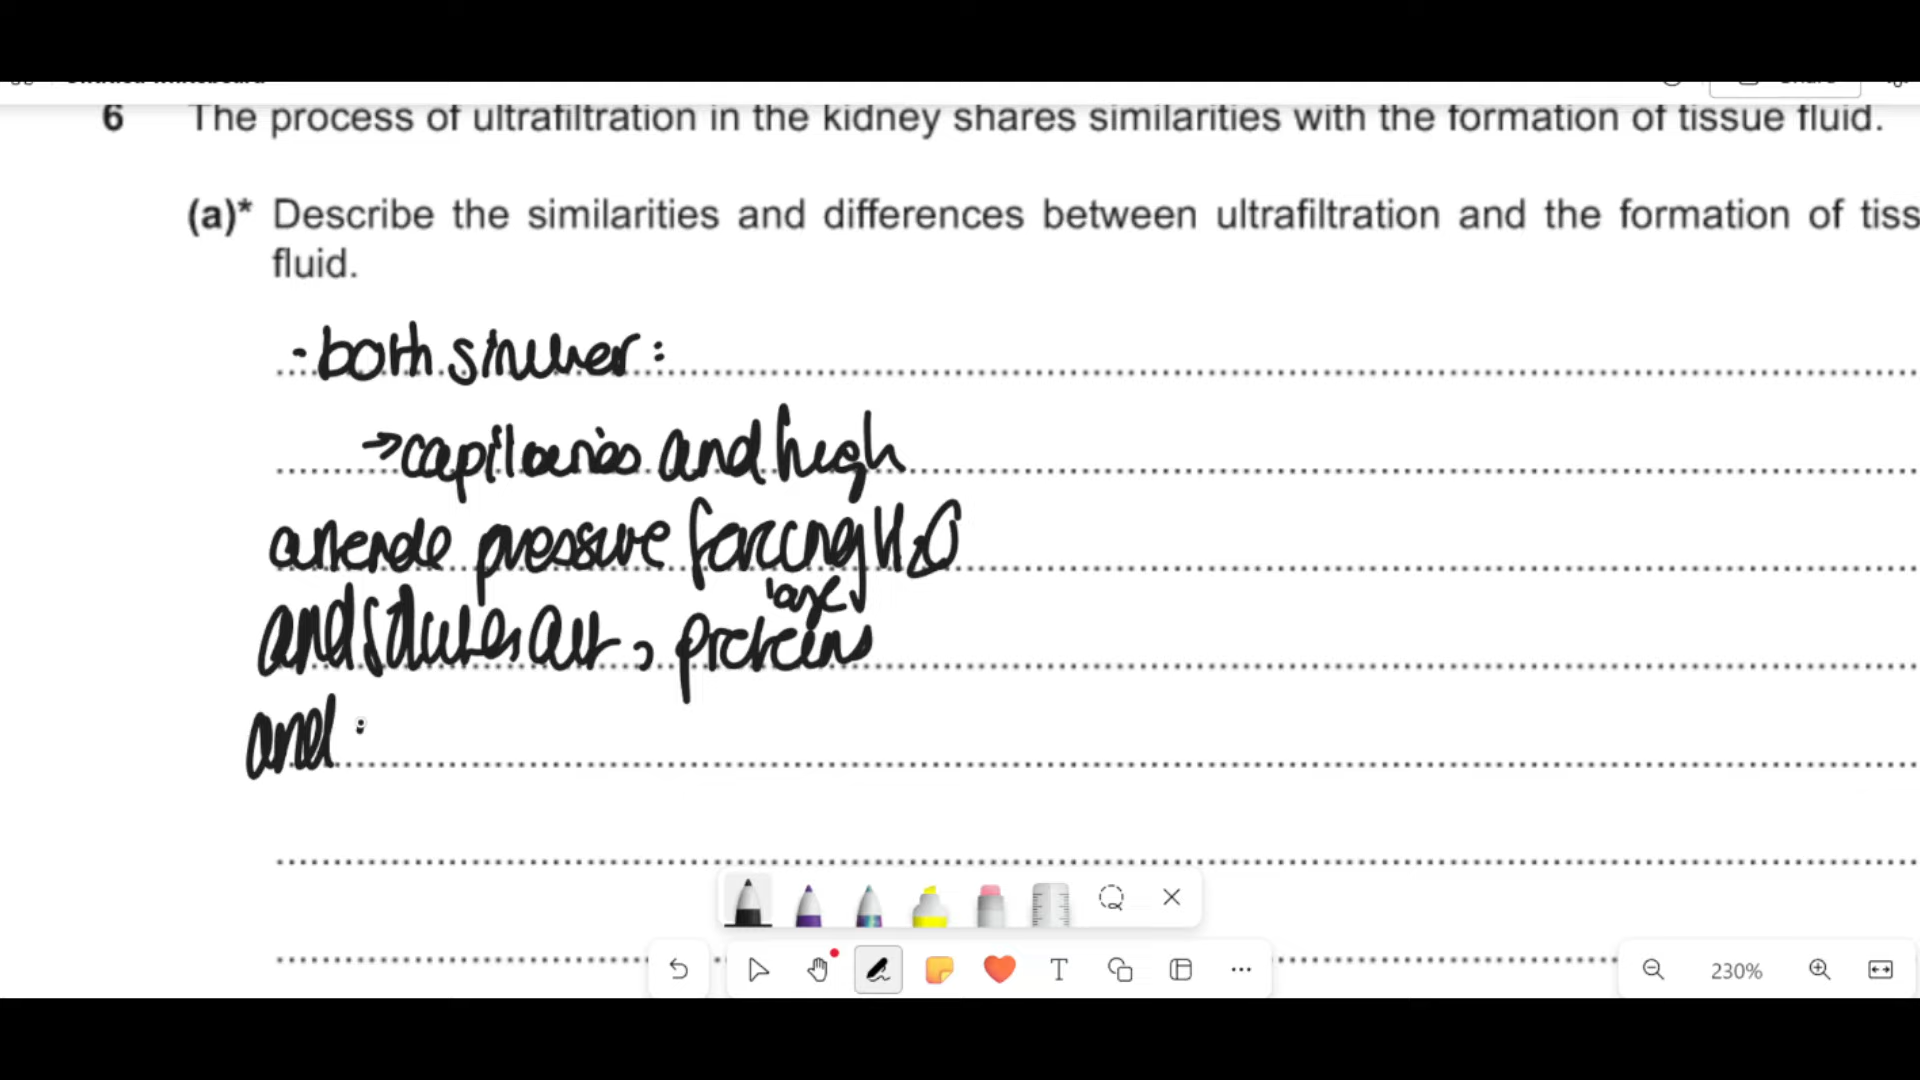 6 The process of ultrafiltration in the kidney shares similarities with the formation of tissue fluid.
(a)* Describe the similarities and differences between ultrafiltration and the formation of tiss
fluid.
- both similar :
→ capillaries and high
arteriole pressure forcing H2O
large
and solutes out, proteins
and
230%